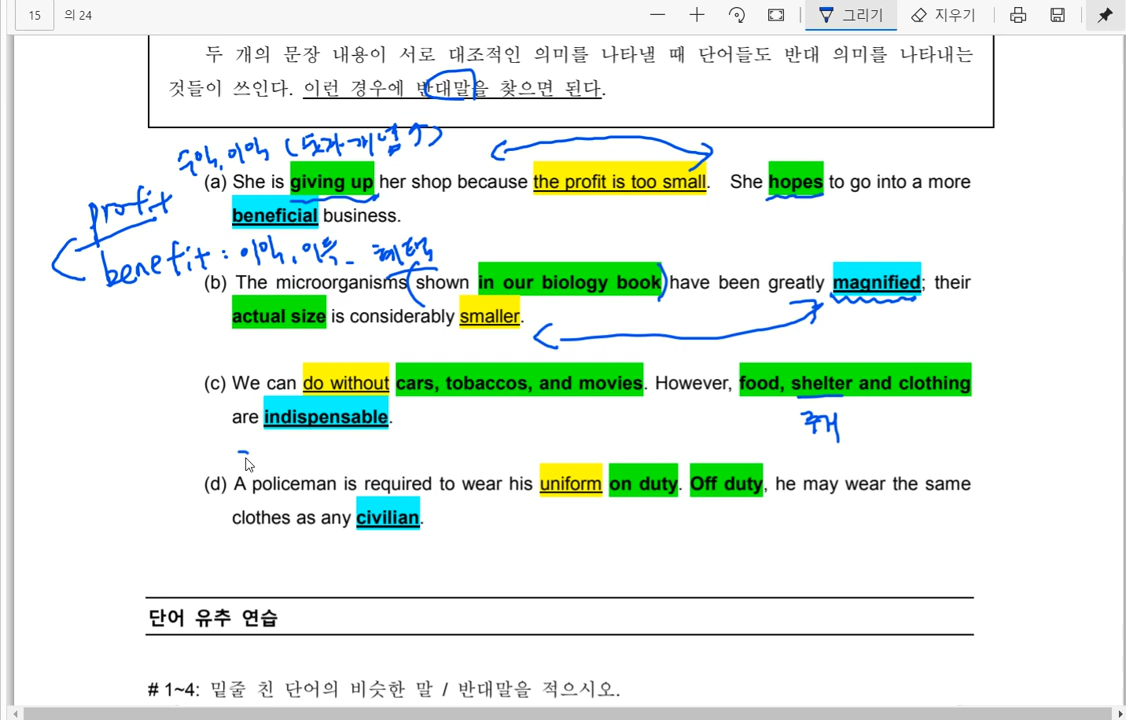 15 의 24 그리기 지우기
두 개의 문장 내용이 서로 대조적인 의미를 나타낼 때 단어들도 반대 의미를 나타내는
것들이 쓰인다. 이런 경우에 반대말을 찾으면 된다.
수익, 이익
(a) She is giving up her shop because the profit is too small. She hopes to go into a more
profit
beneficial business.
benefit : 이익, 이득 혜택
(b) The microorganisms (shown in our biology book) have been greatly magnified; their
actual size is considerably smaller.
(c) We can do without cars, tobaccos, and movies. However, food, shelter and clothing
are indispensable.
주거
(d) A policeman is required to wear his uniform on duty. Off duty, he may wear the same
clothes as any civilian.
단어 유추 연습
# 1~4: 밑줄 친 단어의 비슷한 말 / 반대말을 적으시오.